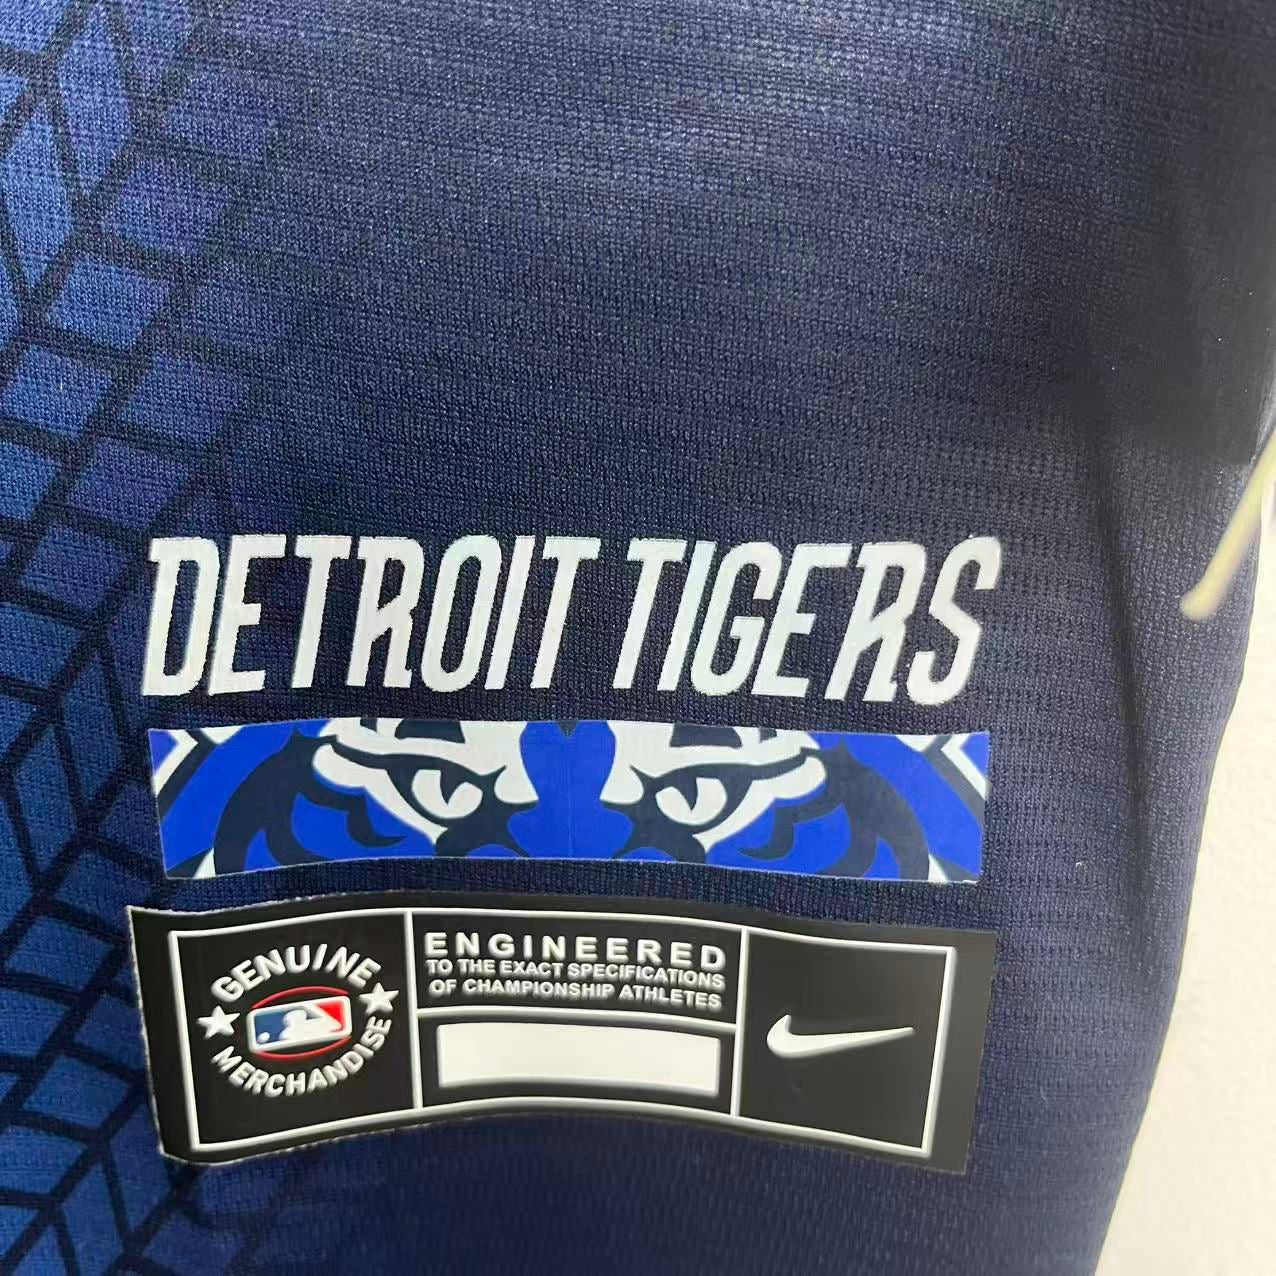 DETROIT TIGERS
GENUINE
MERCHANDISE
ENGINEERED
TO THE EXACT SPECIFICATIONS
OF CHAMPIONSHIP ATHLETES